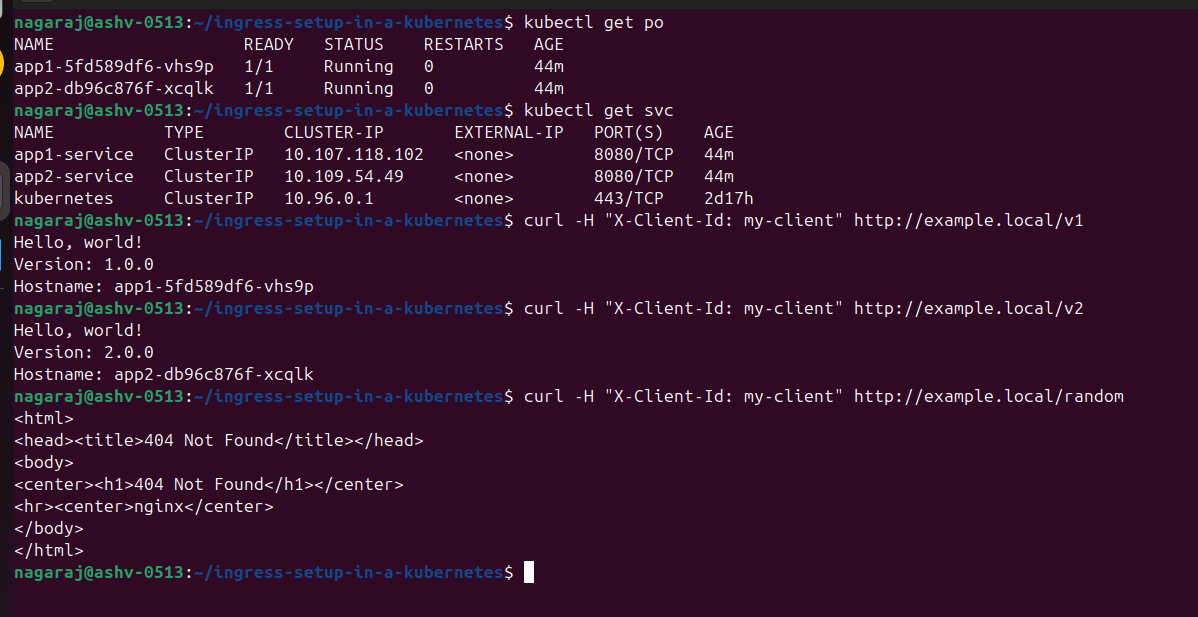 nagaraj@ashv-0513:~/ingress-setup-in-a-kubernetes$ kubectl get po
NAME                   READY   STATUS    RESTARTS   AGE
app1-5fd589df6-vhs9p   1/1     Running   0          44m
app2-db96c876f-xcqlk   1/1     Running   0          44m
nagaraj@ashv-0513:~/ingress-setup-in-a-kubernetes$ kubectl get svc
NAME           TYPE        CLUSTER-IP       EXTERNAL-IP   PORT(S)    AGE
app1-service   ClusterIP   10.107.118.102   <none>        8080/TCP   44m
app2-service   ClusterIP   10.109.54.49     <none>        8080/TCP   44m
kubernetes     ClusterIP   10.96.0.1        <none>        443/TCP    2d17h
nagaraj@ashv-0513:~/ingress-setup-in-a-kubernetes$ curl -H "X-Client-Id: my-client" http://example.local/v1
Hello, world!
Version: 1.0.0
Hostname: app1-5fd589df6-vhs9p
nagaraj@ashv-0513:~/ingress-setup-in-a-kubernetes$ curl -H "X-Client-Id: my-client" http://example.local/v2
Hello, world!
Version: 2.0.0
Hostname: app2-db96c876f-xcqlk
nagaraj@ashv-0513:~/ingress-setup-in-a-kubernetes$ curl -H "X-Client-Id: my-client" http://example.local/random
<html>
<head><title>404 Not Found</title></head>
<body>
<center><h1>404 Not Found</h1></center>
<hr><center>nginx</center>
</body>
</html>
nagaraj@ashv-0513:~/ingress-setup-in-a-kubernetes$